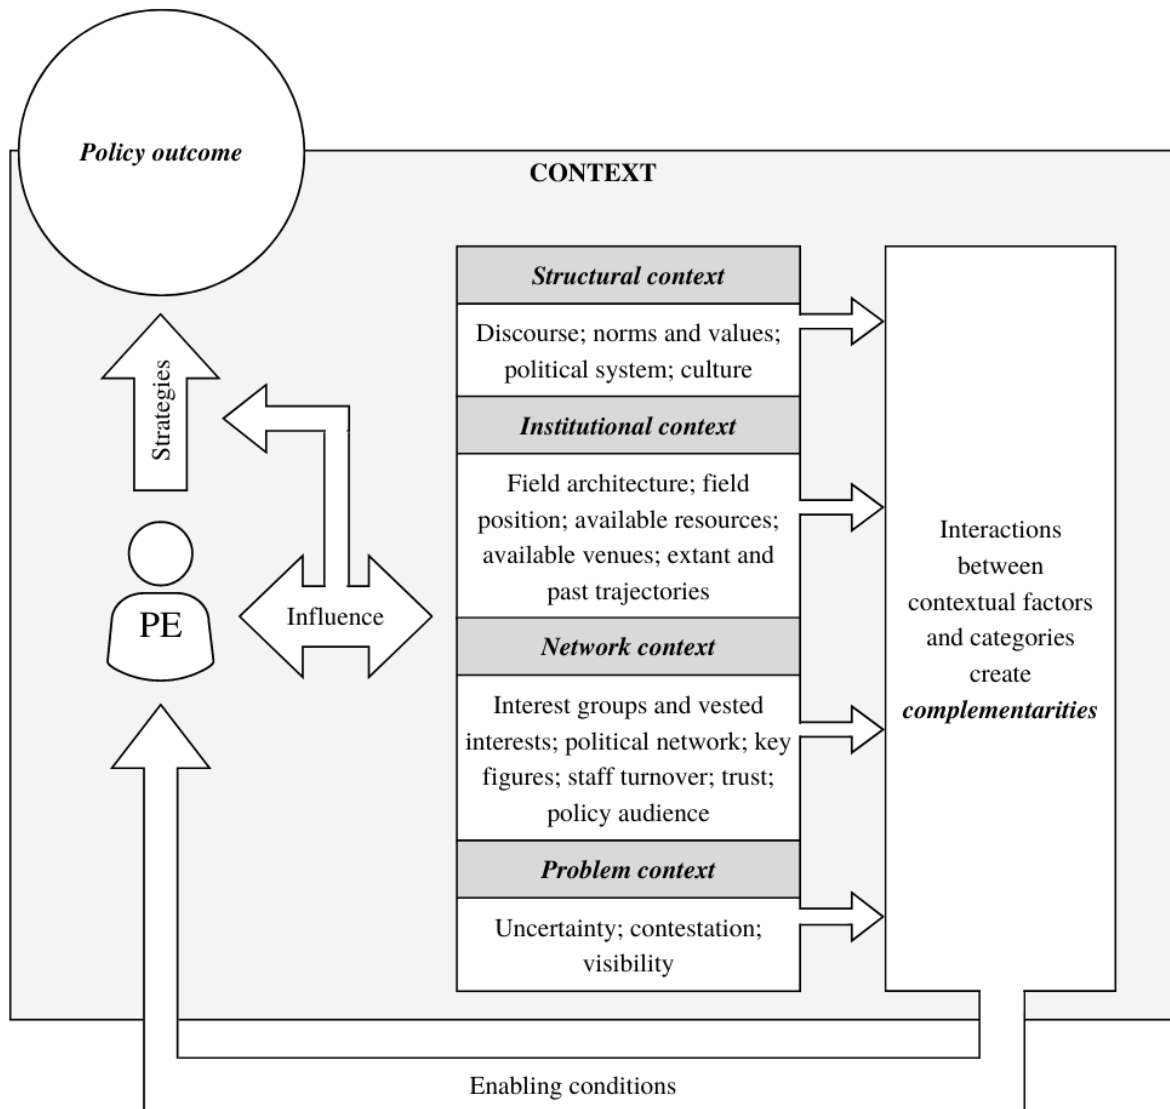 Policy outcome
CONTEXT
Strategies
PE
Influence
Structural context
Discourse; norms and values;
political system; culture
Institutional context
Field architecture; field
position; available resources;
available venues; extant and
past trajectories
Network context
Interest groups and vested
interests; political network; key
figures; staff turnover; trust;
policy audience
Problem context
Uncertainty; contestation;
visibility
Interactions
between
contextual factors
and categories
create
complementarities
Enabling conditions